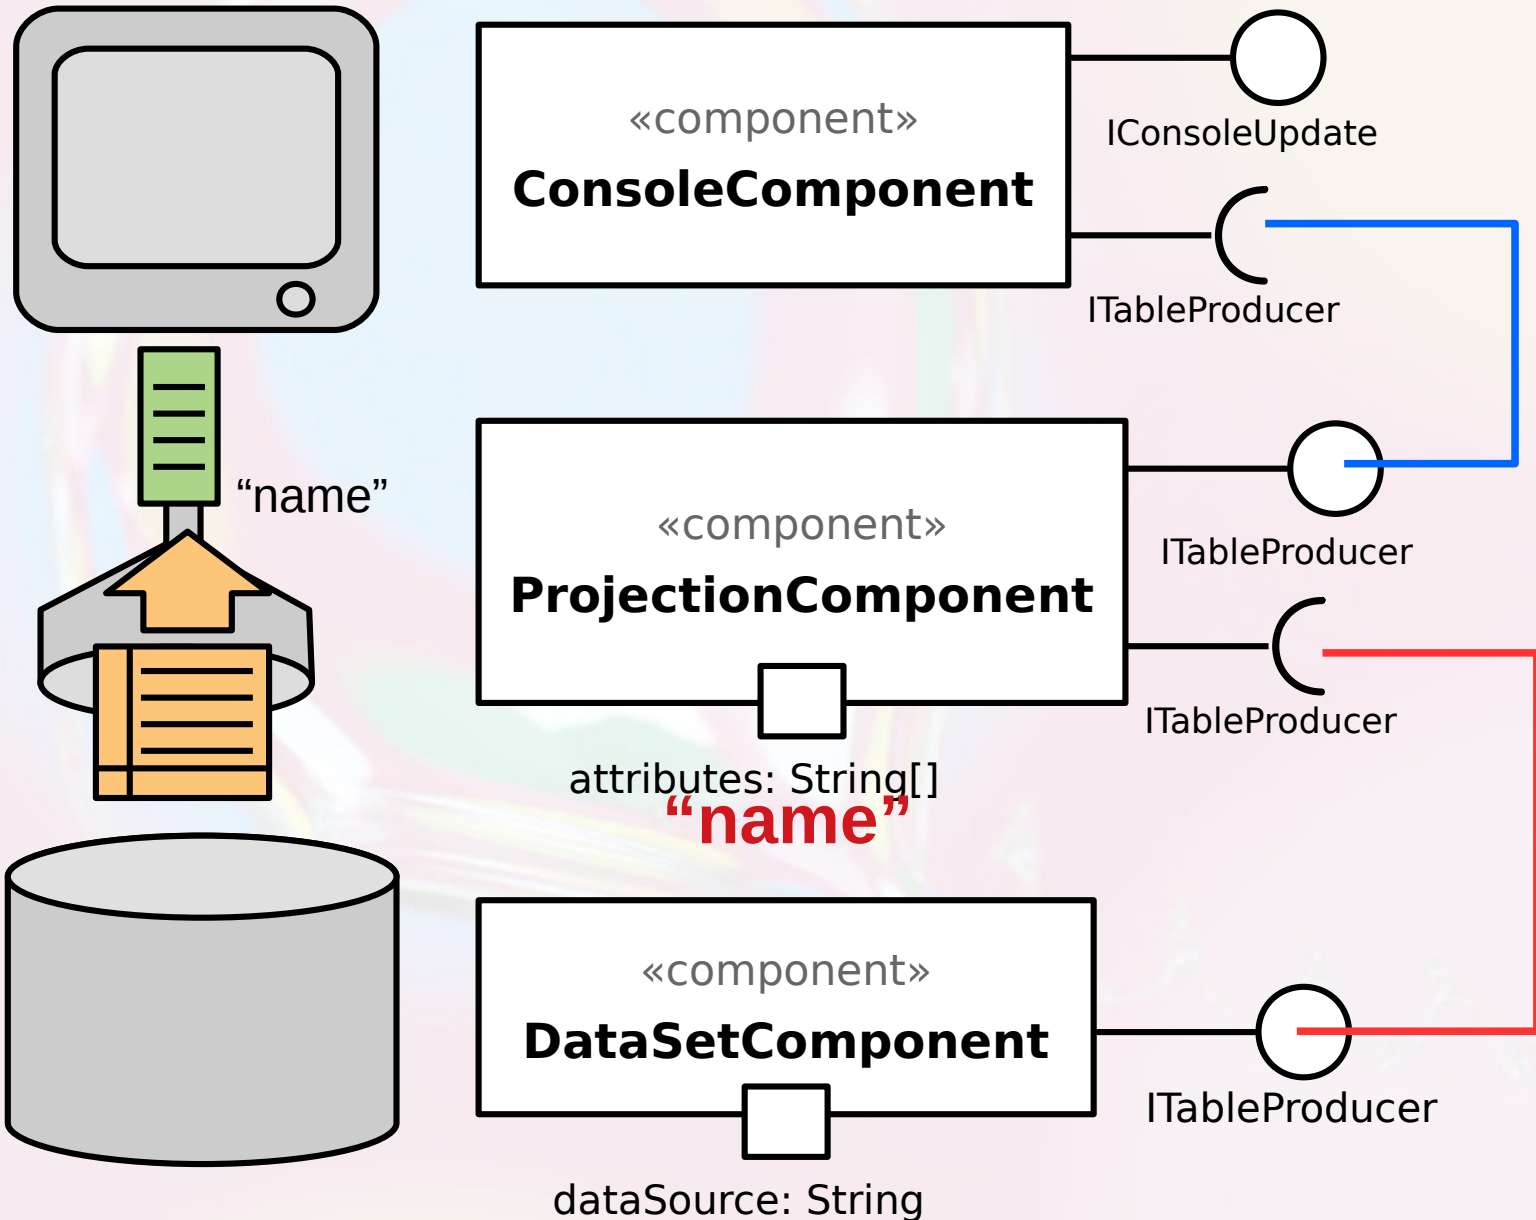 «component»
ConsoleComponent
IConsoleUpdate
ITableProducer
“name”
«component»
ProjectionComponent
ITableProducer
ITableProducer
attributes: String[]
“name”
«component»
DataSetComponent
ITableProducer
dataSource: String